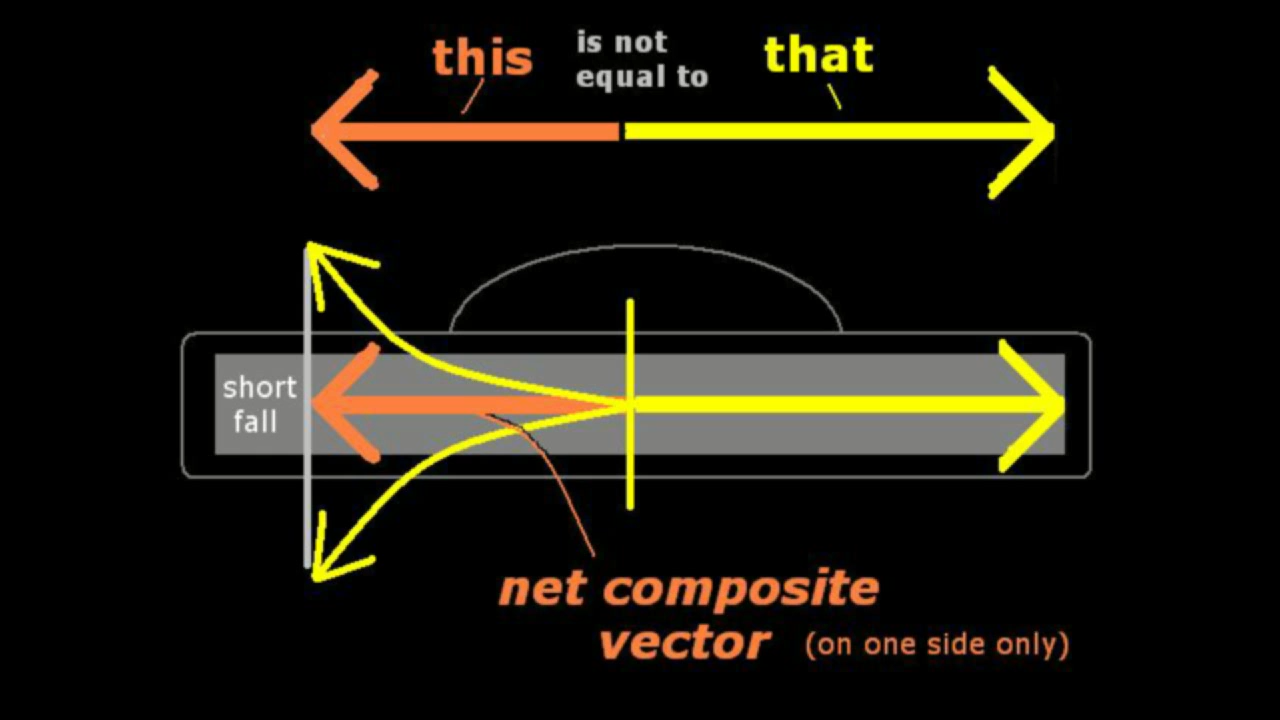 this is not that
equal to
short
fall
net composite
vector (on one side only)